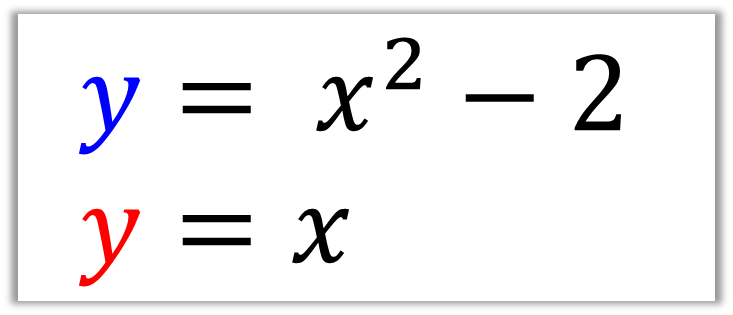 y = x² − 2
y = x